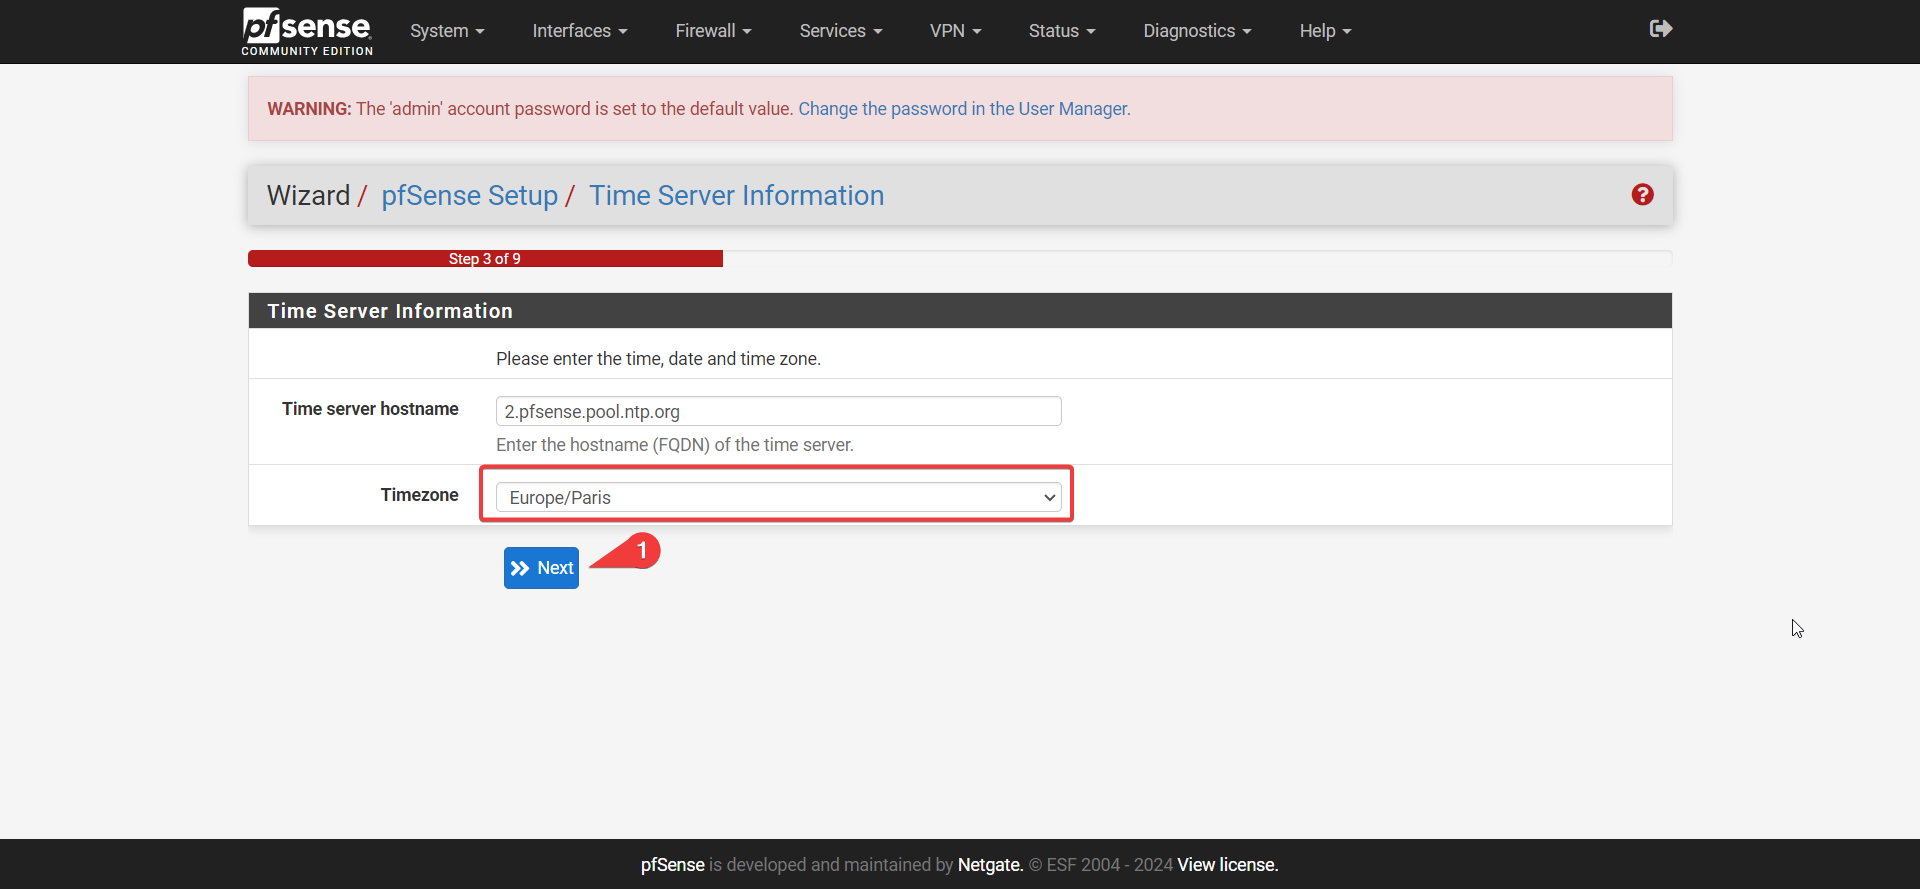 pfsense
COMMUNITY EDITION
System Interfaces Firewall Services VPN Status Diagnostics Help
WARNING: The 'admin' account password is set to the default value. Change the password in the User Manager.
Wizard / pfSense Setup / Time Server Information
Step 3 of 9
Time Server Information
Please enter the time, date and time zone.
Time server hostname 2.pfsense.pool.ntp.org
Enter the hostname (FQDN) of the time server.
Timezone Europe/Paris
1
Next
pfSense is developed and maintained by Netgate. © ESF 2004 - 2024 View license.